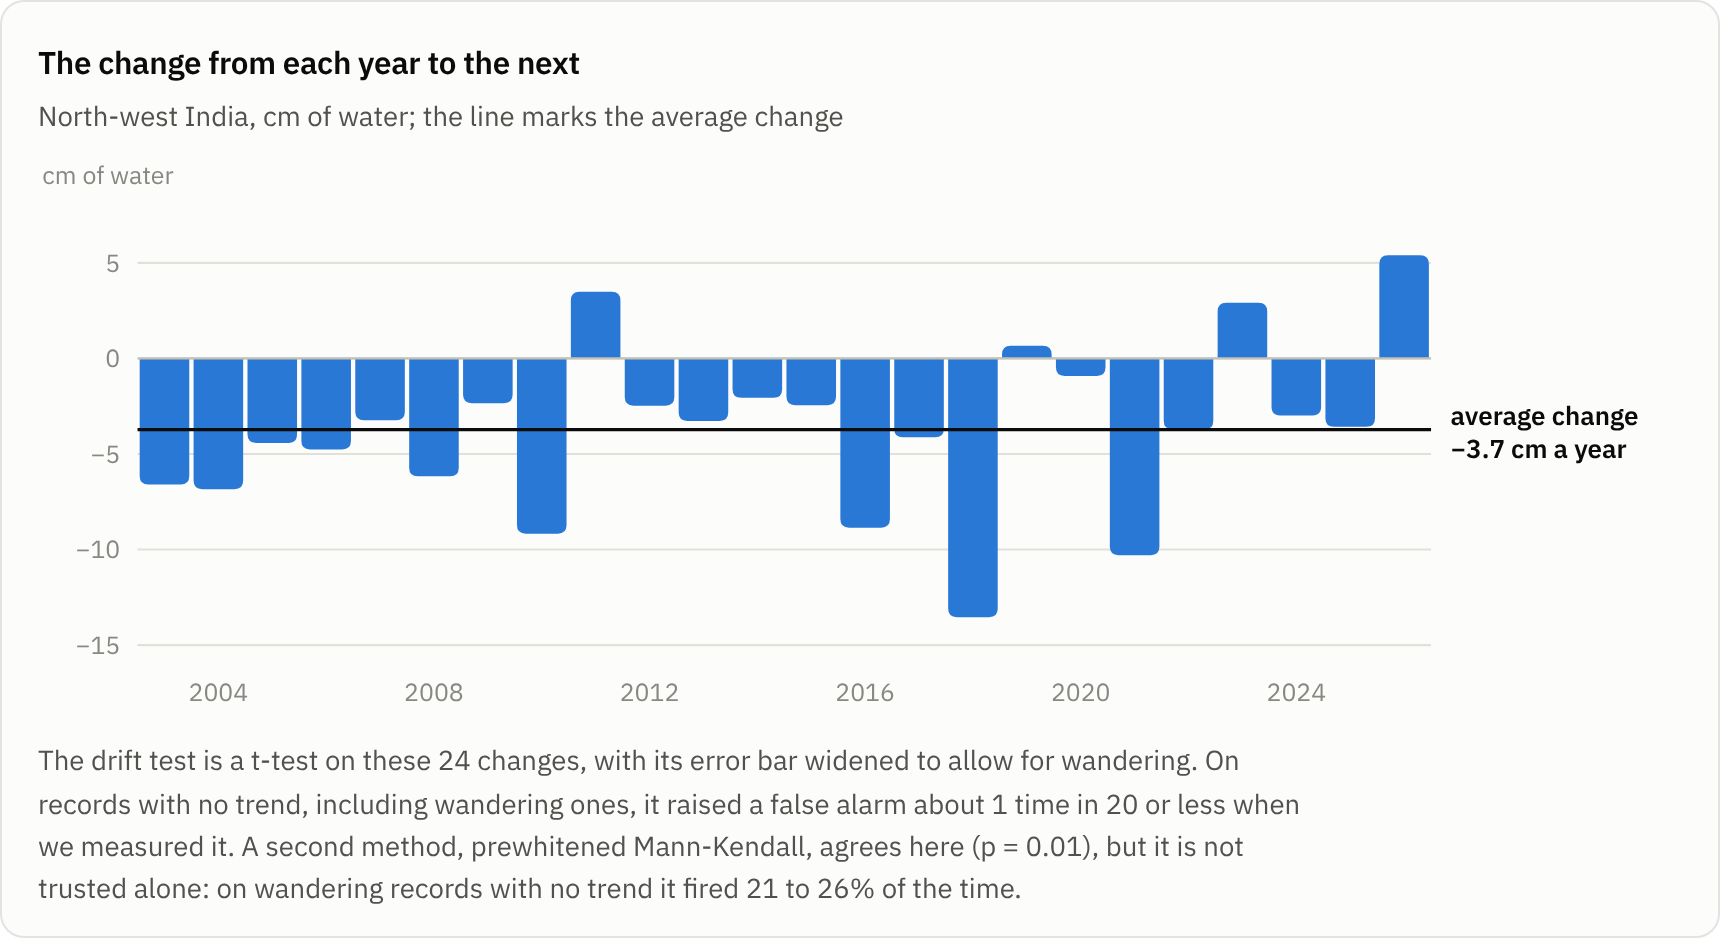 The change from each year to the next
North-west India, cm of water; the line marks the average change
cm of water
5
0
−5
−10
−15
average change
−3.7 cm a year
2004
2008
2012
2016
2020
2024
The drift test is a t-test on these 24 changes, with its error bar widened to allow for wandering. On
records with no trend, including wandering ones, it raised a false alarm about 1 time in 20 or less when
we measured it. A second method, prewhitened Mann-Kendall, agrees here (p = 0.01), but it is not
trusted alone: on wandering records with no trend it fired 21 to 26% of the time.